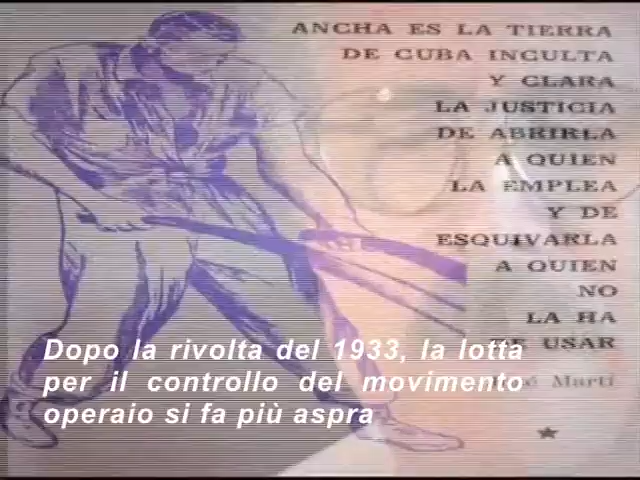 ANCHA ES LA TIERRA
DE CUBA INCULTA
Y CLARA
LA JUSTICIA
DE ABRIRLA
A QUIEN
LA EMPLEA
Y DE
ESQUIVARLA
A QUIEN
NO
LA HA
DE USAR
José Martí
Dopo la rivolta del 1933, la lotta
per il controllo del movimento
operaio si fa più aspra